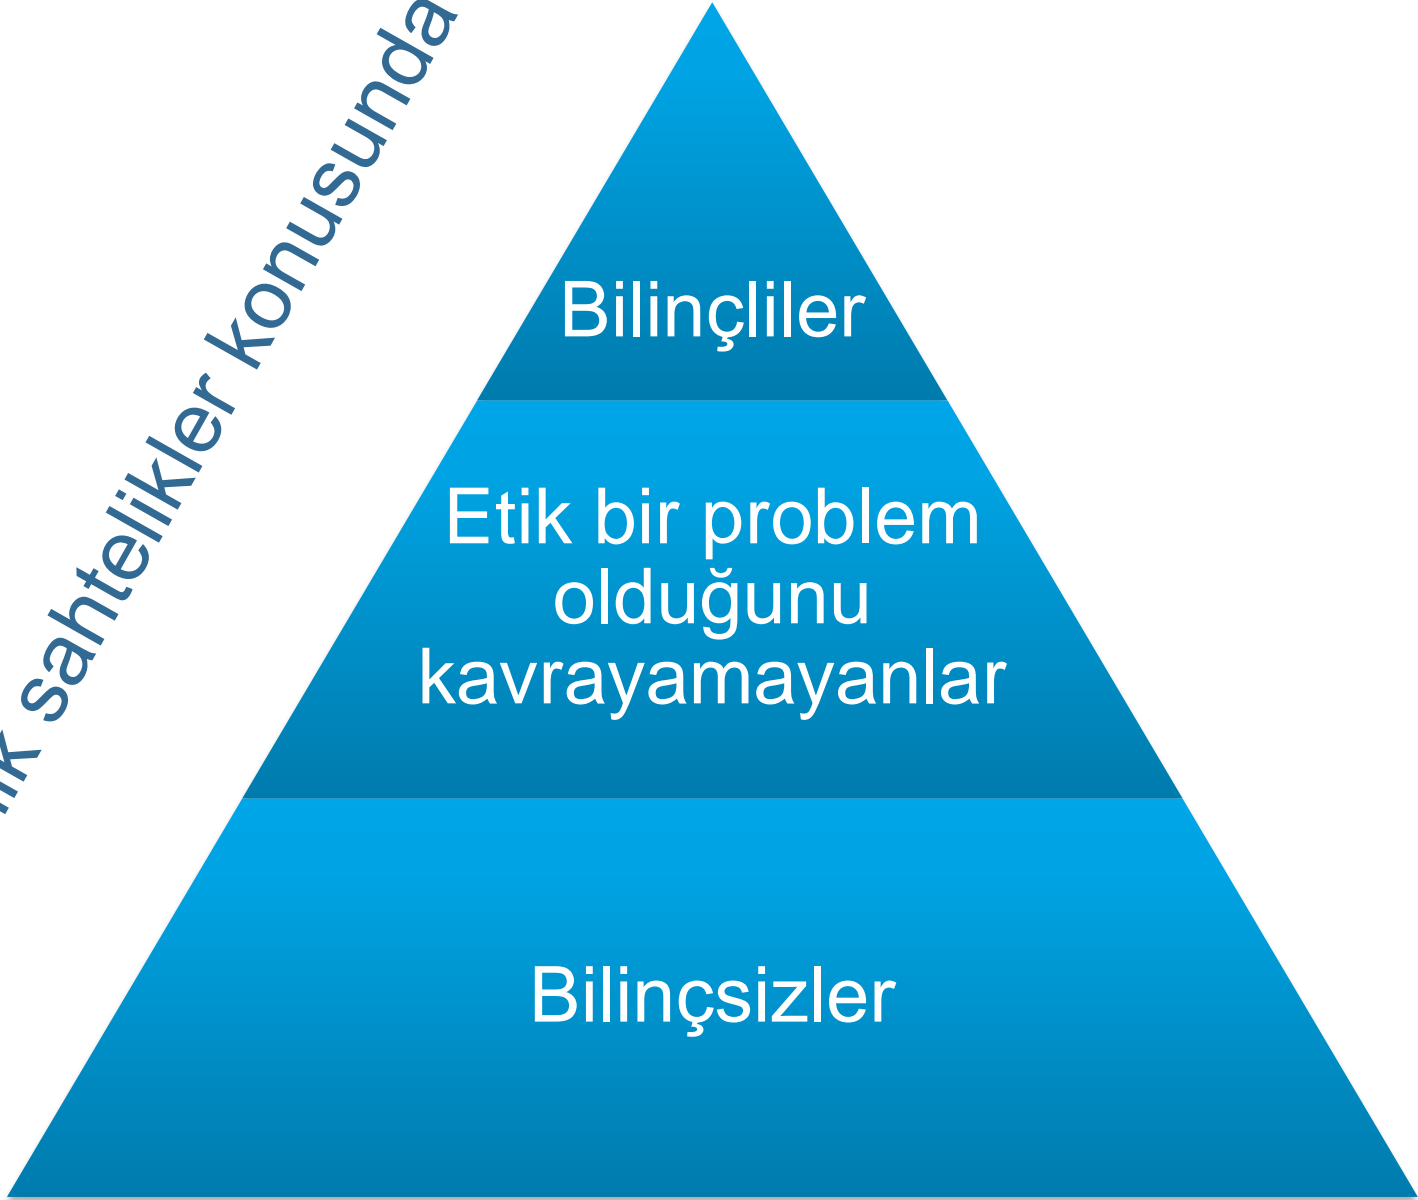 sahtelikler konusunda
Bilinçliler
Etik bir problem
olduğunu
kavrayamayanlar
Bilinçsizler